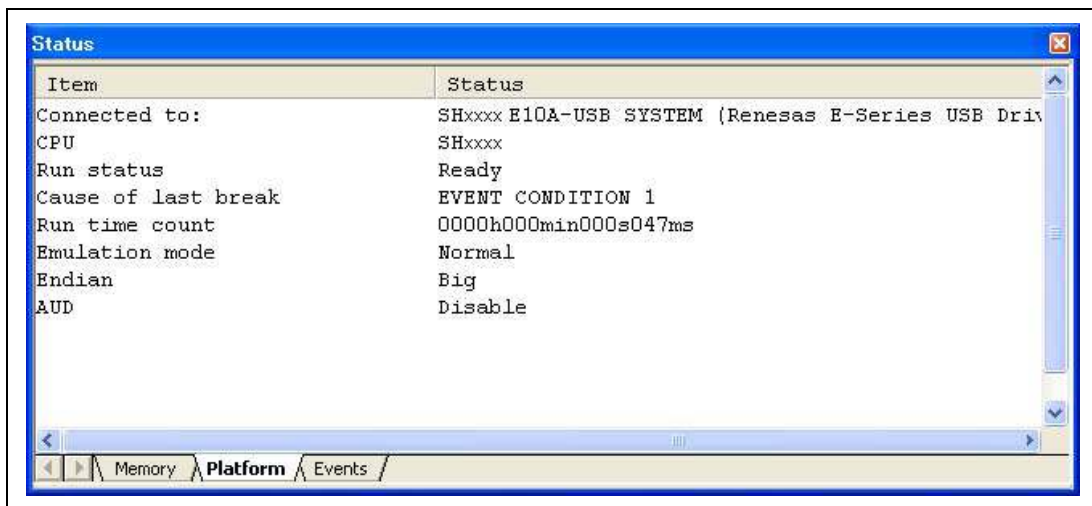 Status
Item Status
Connected to: SHxxxx E10A-USB SYSTEM (Renesas E-Series USB Driv
CPU SHxxxx
Run status Ready
Cause of last break EVENT CONDITION 1
Run time count 0000h000min000s047ms
Emulation mode Normal
Endian Big
AUD Disable
Memory Platform Events